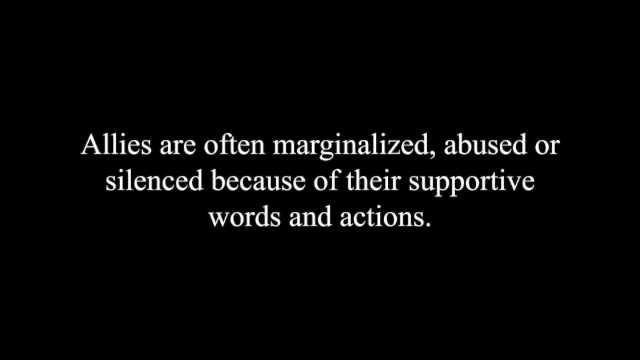 Allies are often marginalized, abused or
silenced because of their supportive
words and actions.